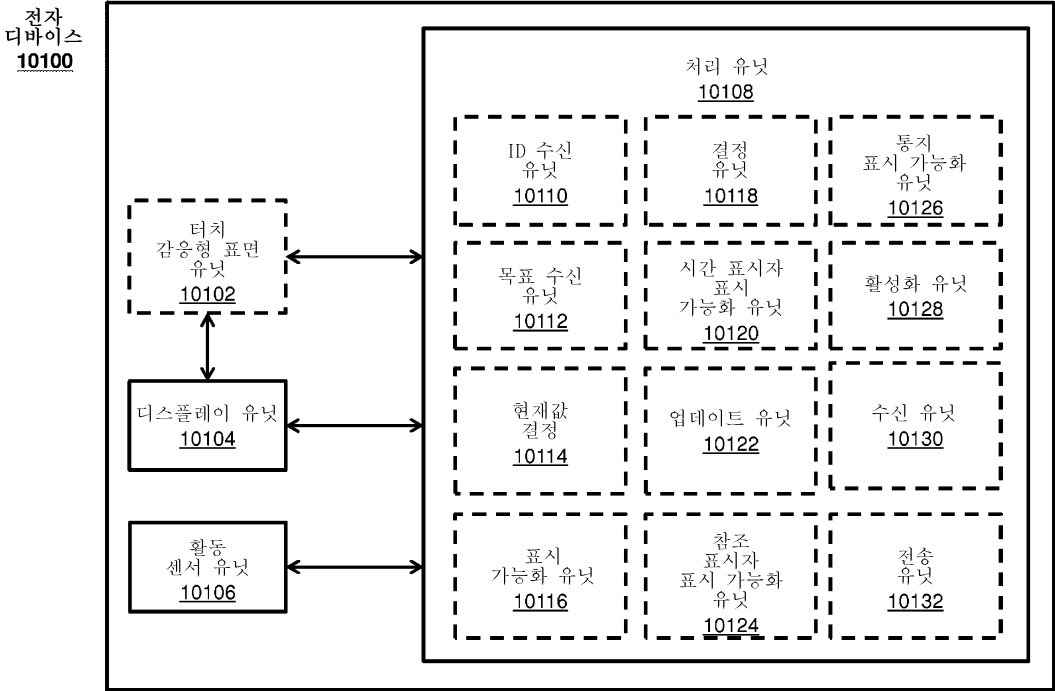 전자
디바이스
10100
처리 유닛
10108
ID 수신
유닛
10110
결정
유닛
10118
통지
표시 가능화
유닛
10126
터치
감응형 표면
유닛
10102
목표 수신
유닛
10112
시간 표시자
표시
가능화 유닛
10120
활성화 유닛
10128
디스플레이 유닛
10104
현재값
결정
10114
업데이트 유닛
10122
수신 유닛
10130
활동
센서 유닛
10106
표시
가능화 유닛
10116
참조
표시자
표시 가능화
유닛
10124
전송
유닛
10132